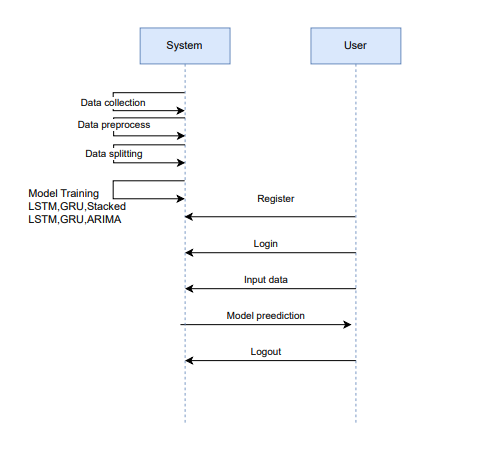 System
User
Data collection
Data preprocess
Data splitting
Model Training
LSTM,GRU,Stacked
LSTM,GRU,ARIMA
Register
Login
Input data
Model preediction
Logout